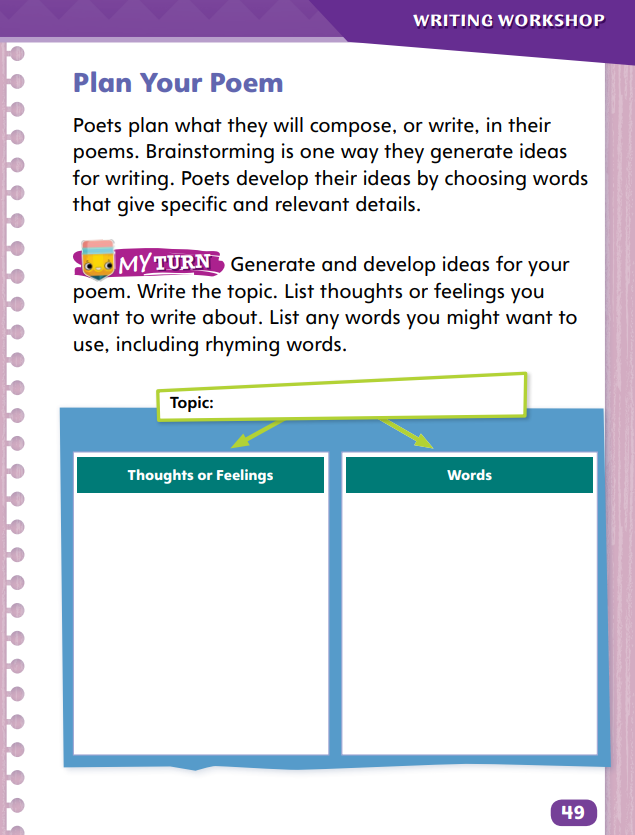 WRITING WORKSHOP
Plan Your Poem
Poets plan what they will compose, or write, in their
poems. Brainstorming is one way they generate ideas
for writing. Poets develop their ideas by choosing words
that give specific and relevant details.
MY TURN Generate and develop ideas for your
poem. Write the topic. List thoughts or feelings you
want to write about. List any words you might want to
use, including rhyming words.
Topic:
Thoughts or Feelings
Words
49